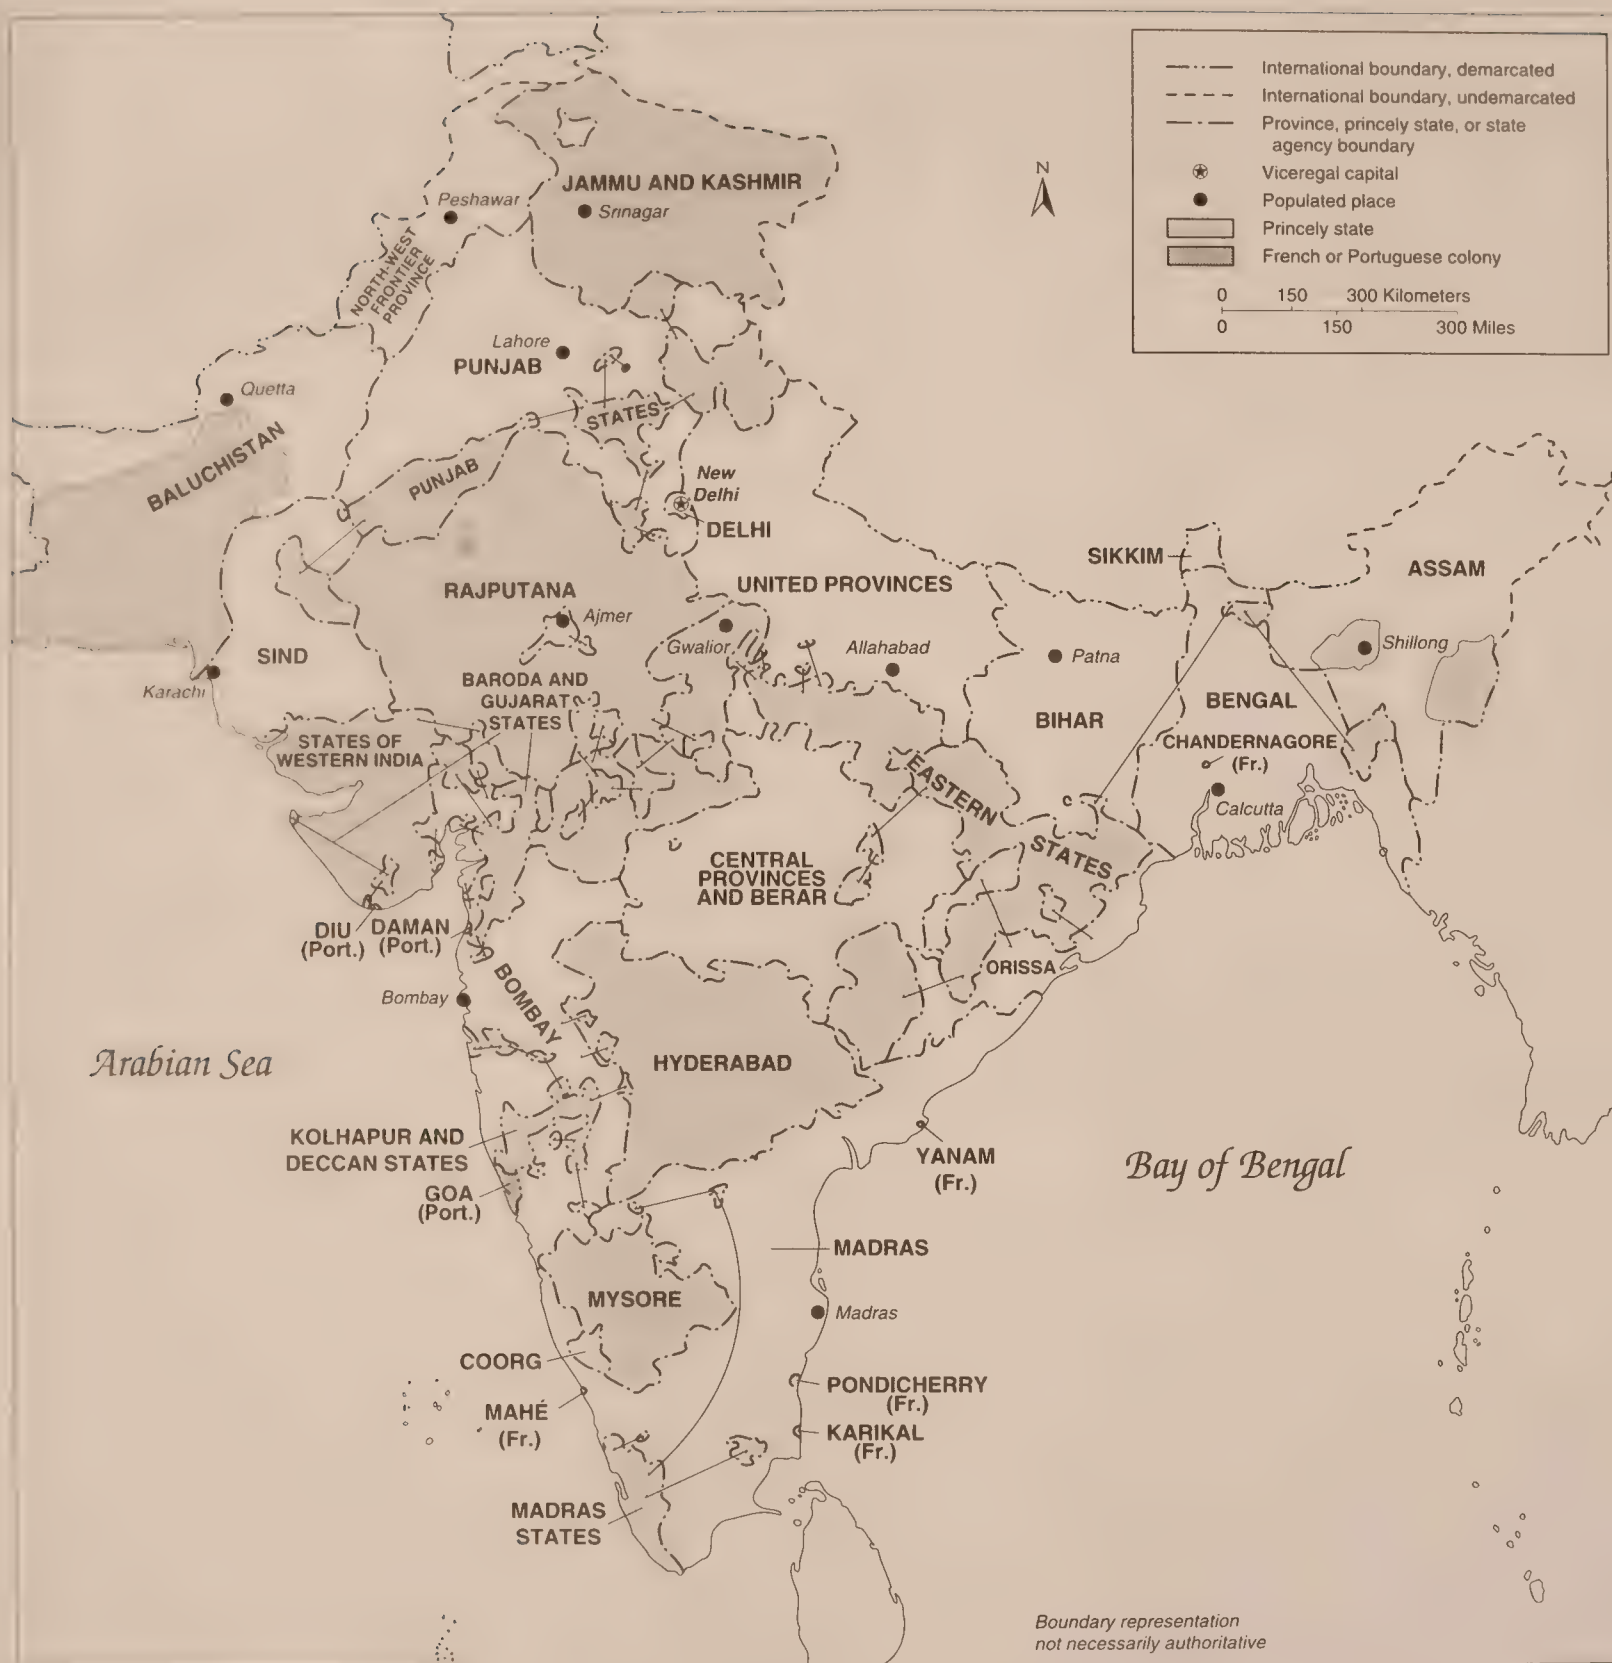 International boundary, demarcated
International boundary, undemarcated
Province, princely state, or state
agency boundary
Viceregal capital
Populated place
Princely state
French or Portuguese colony
0 150 300 Kilometers
0 150 300 Miles
N
JAMMU AND KASHMIR
Srinagar
Peshawar
NORTH-WEST
FRONTIER
PROVINCE
Lahore
PUNJAB
Quetta
BALUCHISTAN
PUNJAB
STATES
New
Delhi
DELHI
SIKKIM
ASSAM
RAJPUTANA
UNITED PROVINCES
Ajmer
Gwalior
Allahabad
Patna
Shillong
SIND
Karachi
BARODA AND
GUJARAT
STATES
BIHAR
BENGAL
STATES OF
WESTERN INDIA
CHANDERNAGORE
(Fr.)
Calcutta
EASTERN
STATES
CENTRAL
PROVINCES
AND BERAR
DIU
(Port.)
DAMAN
(Port.)
ORISSA
Bombay
BOMBAY
HYDERABAD
Arabian Sea
KOLHAPUR AND
DECCAN STATES
GOA
(Port.)
YANAM
(Fr.)
Bay of Bengal
MADRAS
MYSORE
Madras
COORG
MAHÉ
(Fr.)
PONDICHERRY
(Fr.)
KARIKAL
(Fr.)
MADRAS
STATES
Boundary representation
not necessarily authoritative